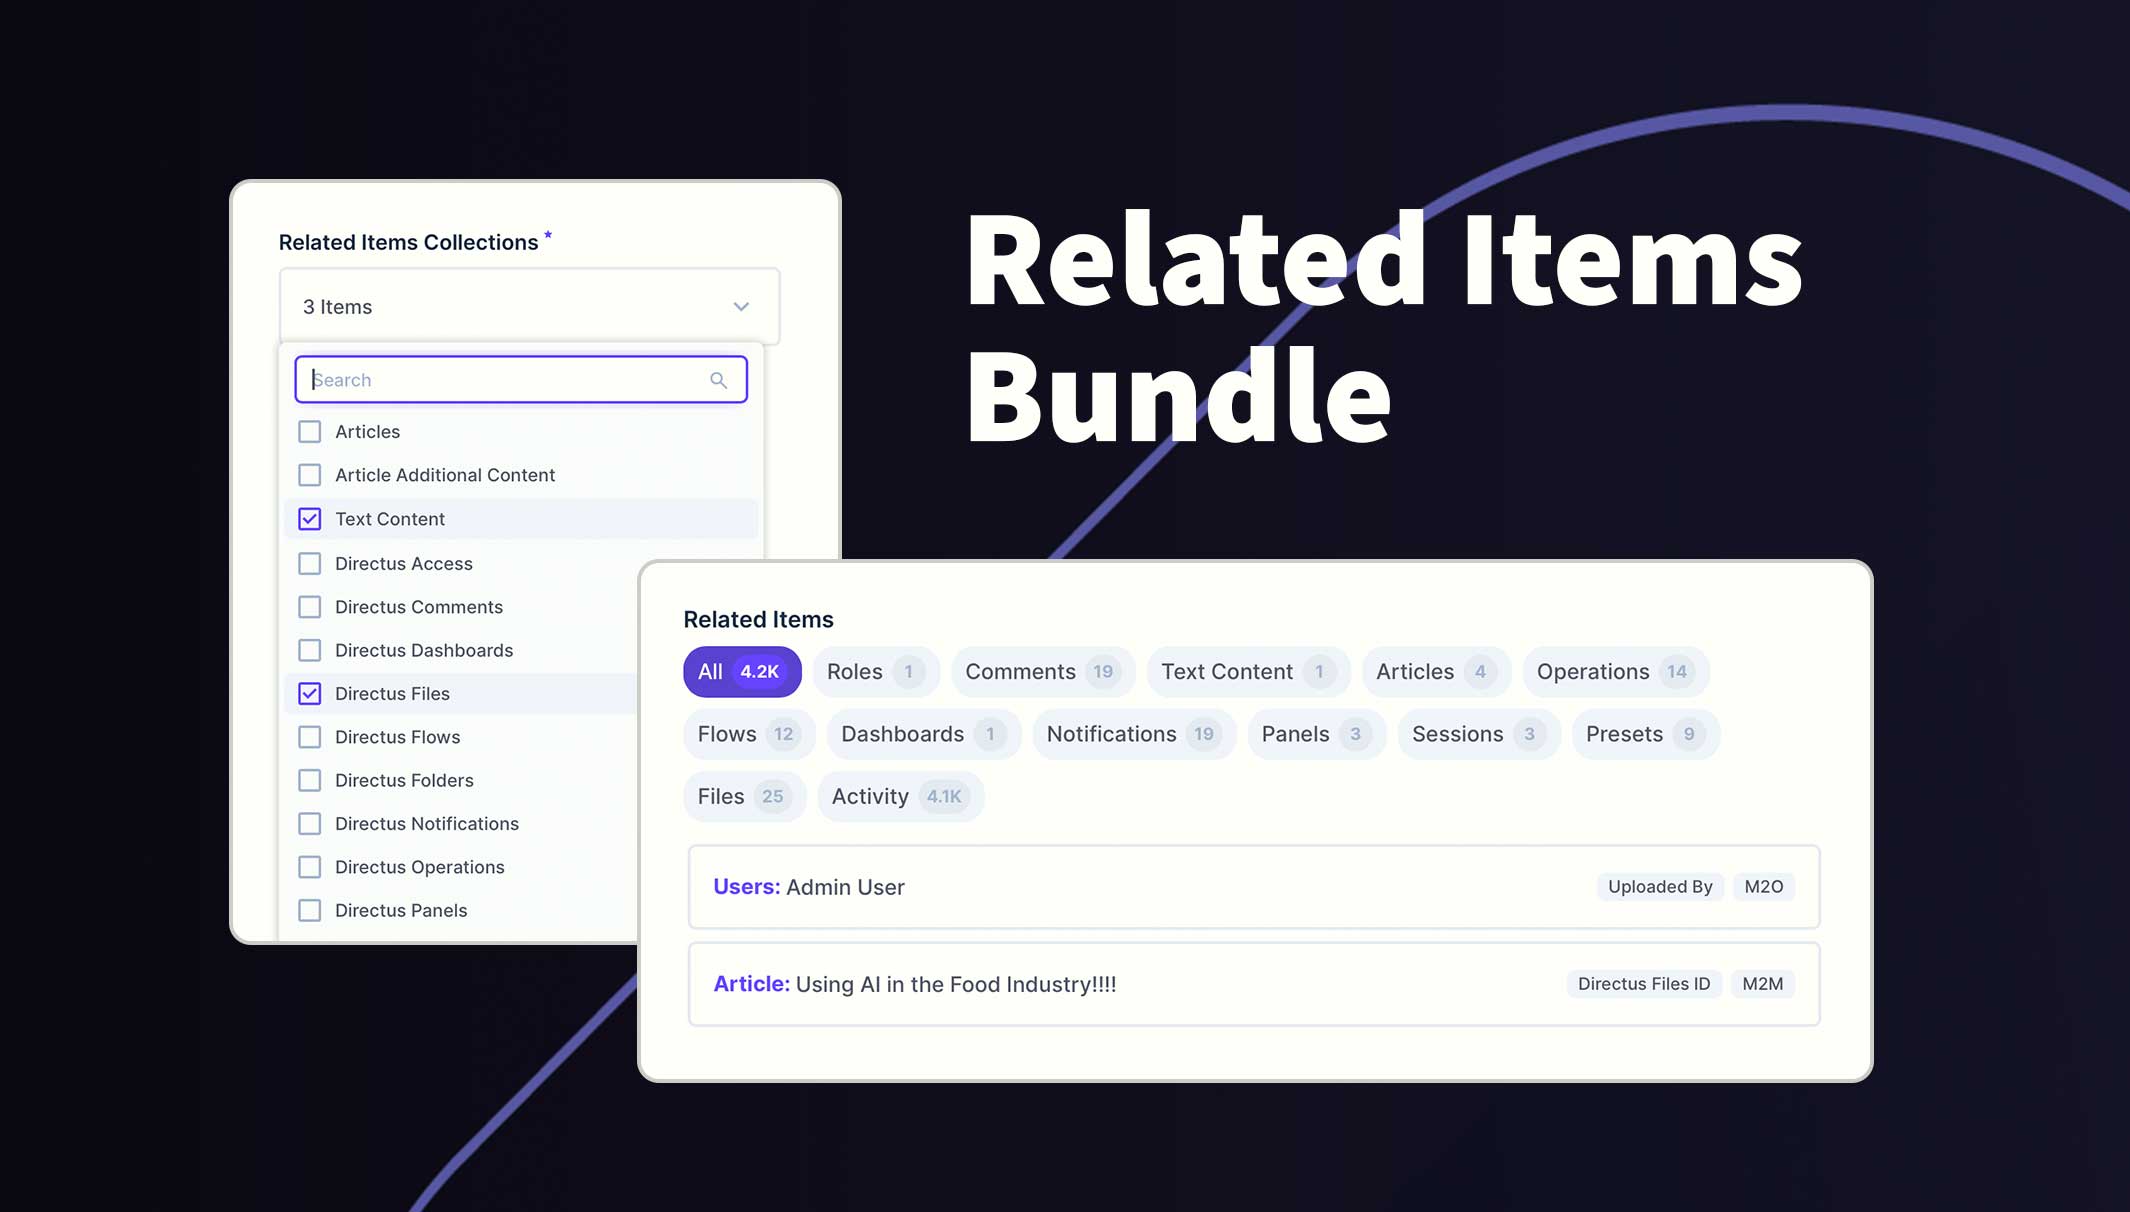 Related Items
Bundle
Related Items Collections *
3 Items
Search
Articles
Article Additional Content
Text Content
Directus Access
Directus Comments
Directus Dashboards
Directus Files
Directus Flows
Directus Folders
Directus Notifications
Directus Operations
Directus Panels
Related Items
All 4.2K Roles 1 Comments 19 Text Content 1 Articles 4 Operations 14
Flows 12 Dashboards 1 Notifications 19 Panels 3 Sessions 3 Presets 9
Files 25 Activity 4.1K
Users: Admin User Uploaded By M2O
Article: Using AI in the Food Industry!!!! Directus Files ID M2M